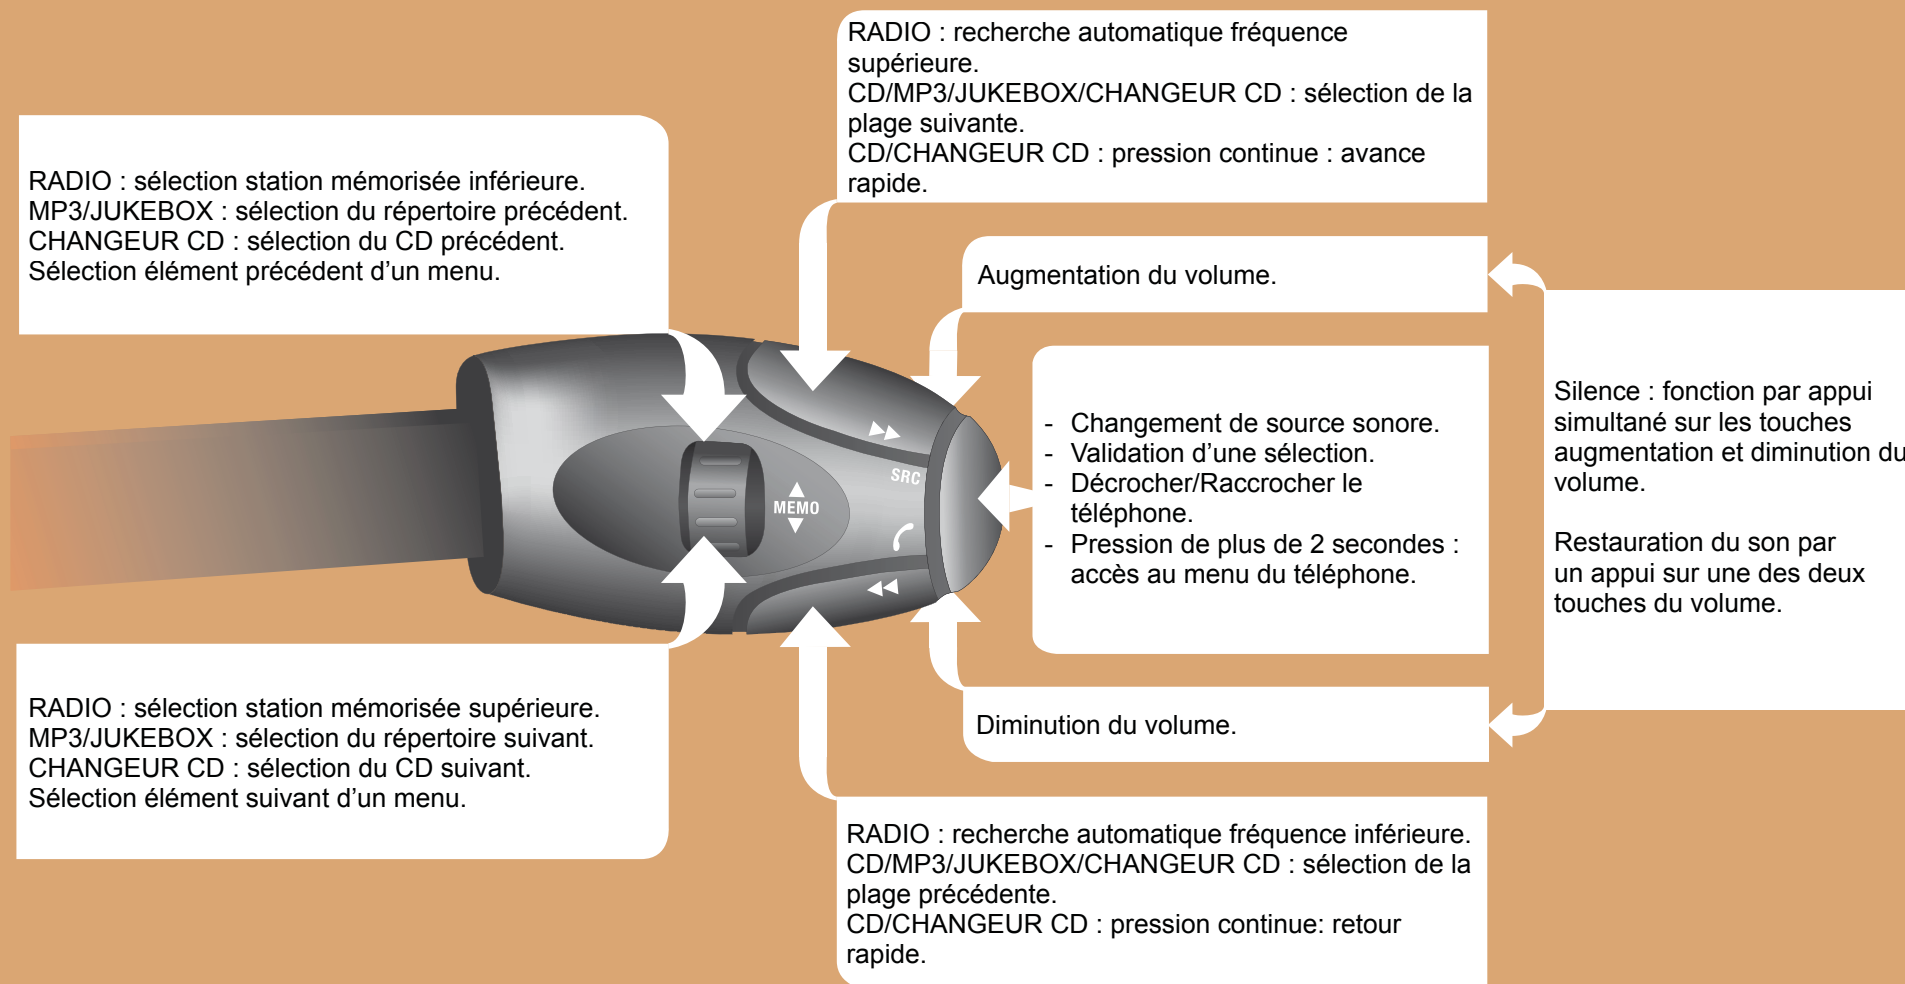 RADIO : recherche automatique fréquence
supérieure.
CD/MP3/JUKEBOX/CHANGEUR CD : sélection de la
plage suivante.
CD/CHANGEUR CD : pression continue : avance
rapide.
RADIO : sélection station mémorisée inférieure.
MP3/JUKEBOX : sélection du répertoire précédent.
CHANGEUR CD : sélection du CD précédent.
Sélection élément précédent d’un menu.
Augmentation du volume.
- Changement de source sonore.
- Validation d’une sélection.
- Décrocher/Raccrocher le
téléphone.
- Pression de plus de 2 secondes :
accès au menu du téléphone.
Silence : fonction par appui
simultané sur les touches
augmentation et diminution du
volume.
Restauration du son par
un appui sur une des deux
touches du volume.
SRC
MEMO
RADIO : sélection station mémorisée supérieure.
MP3/JUKEBOX : sélection du répertoire suivant.
CHANGEUR CD : sélection du CD suivant.
Sélection élément suivant d’un menu.
Diminution du volume.
RADIO : recherche automatique fréquence inférieure.
CD/MP3/JUKEBOX/CHANGEUR CD : sélection de la
plage précédente.
CD/CHANGEUR CD : pression continue: retour
rapide.